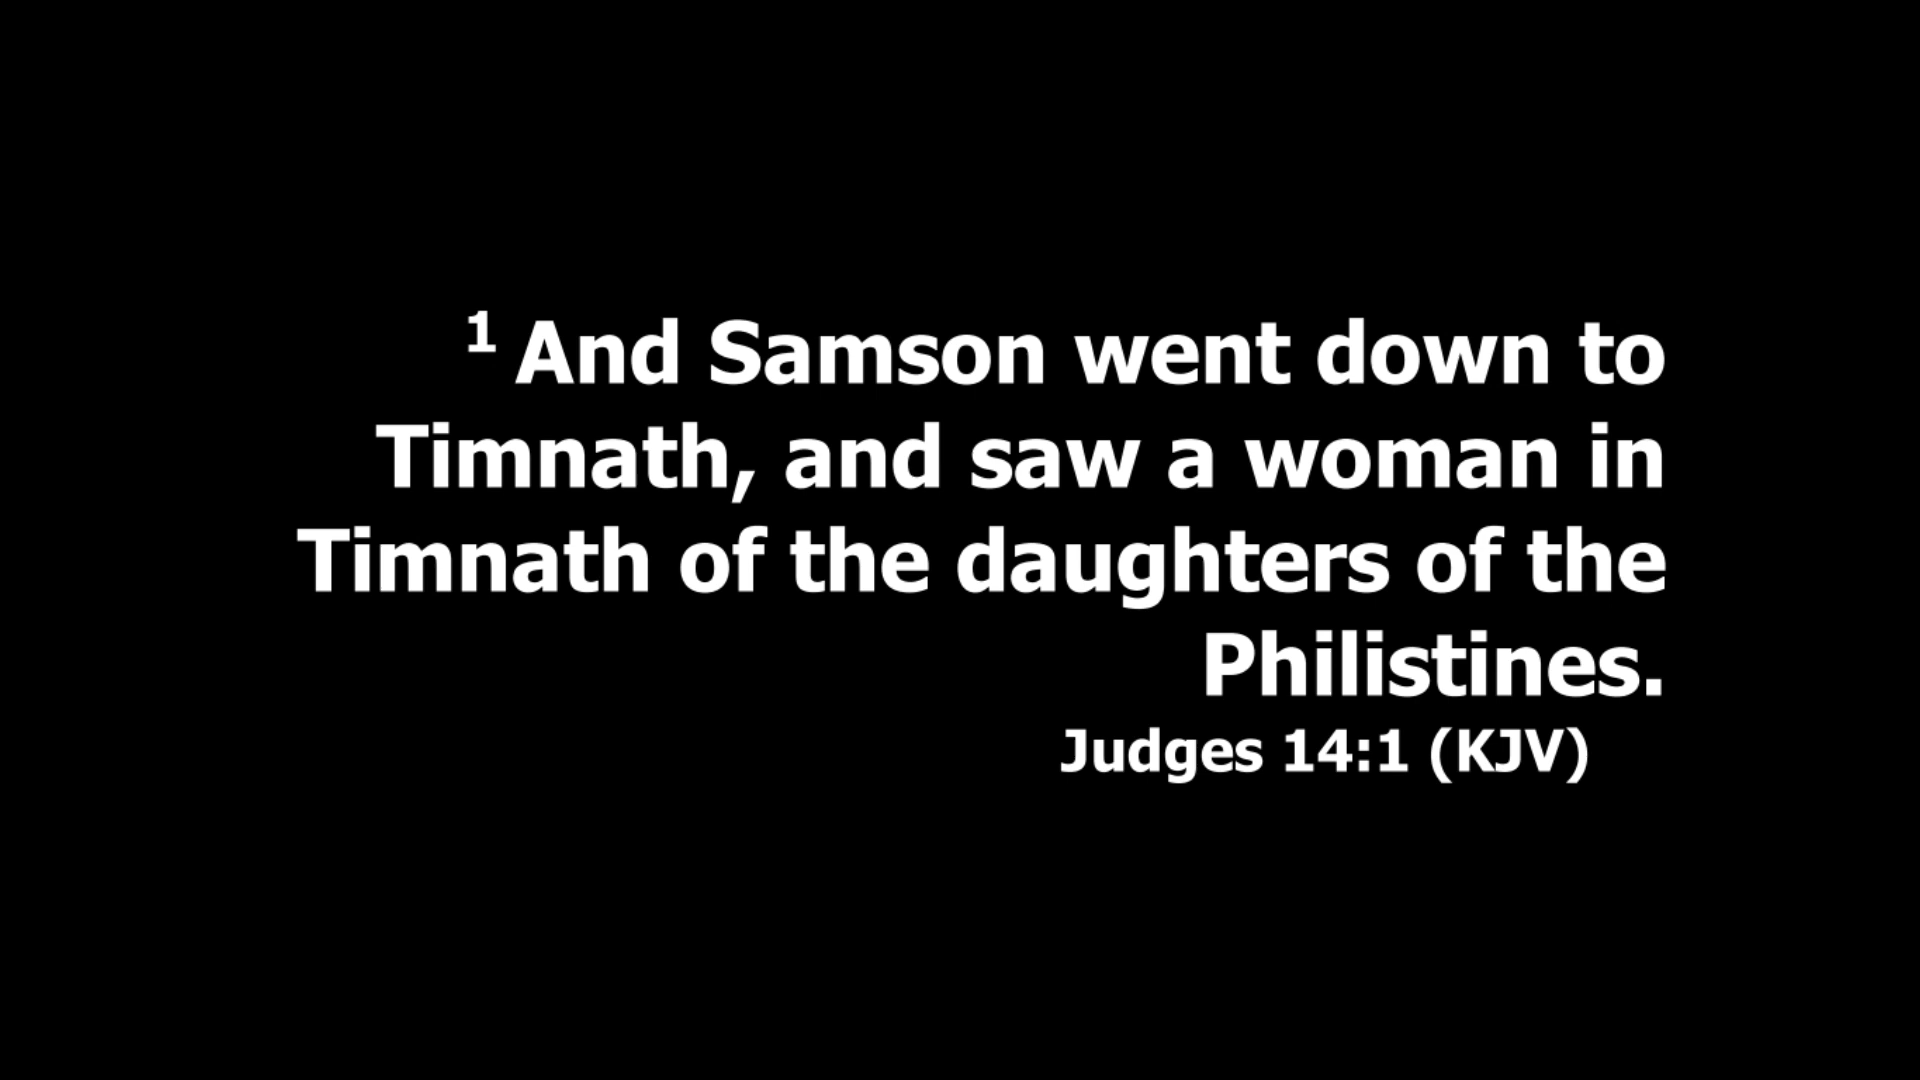 1 And Samson went down to
Timnath, and saw a woman in
Timnath of the daughters of the
Philistines.
Judges 14:1 (KJV)